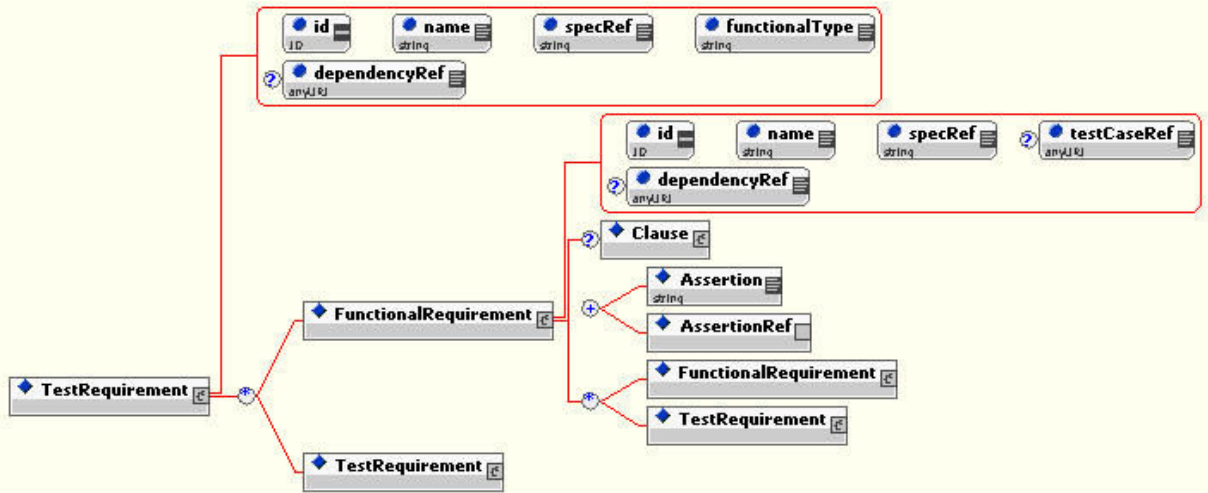 id name specRef functionalType
ID string string string
? dependencyRef
anyURI
id name specRef ? testCaseRef
ID string string anyURI
? dependencyRef
anyURI
? Clause
Assertion
string
+
FunctionalRequirement
AssertionRef
FunctionalRequirement
TestRequirement
*
*
TestRequirement
TestRequirement